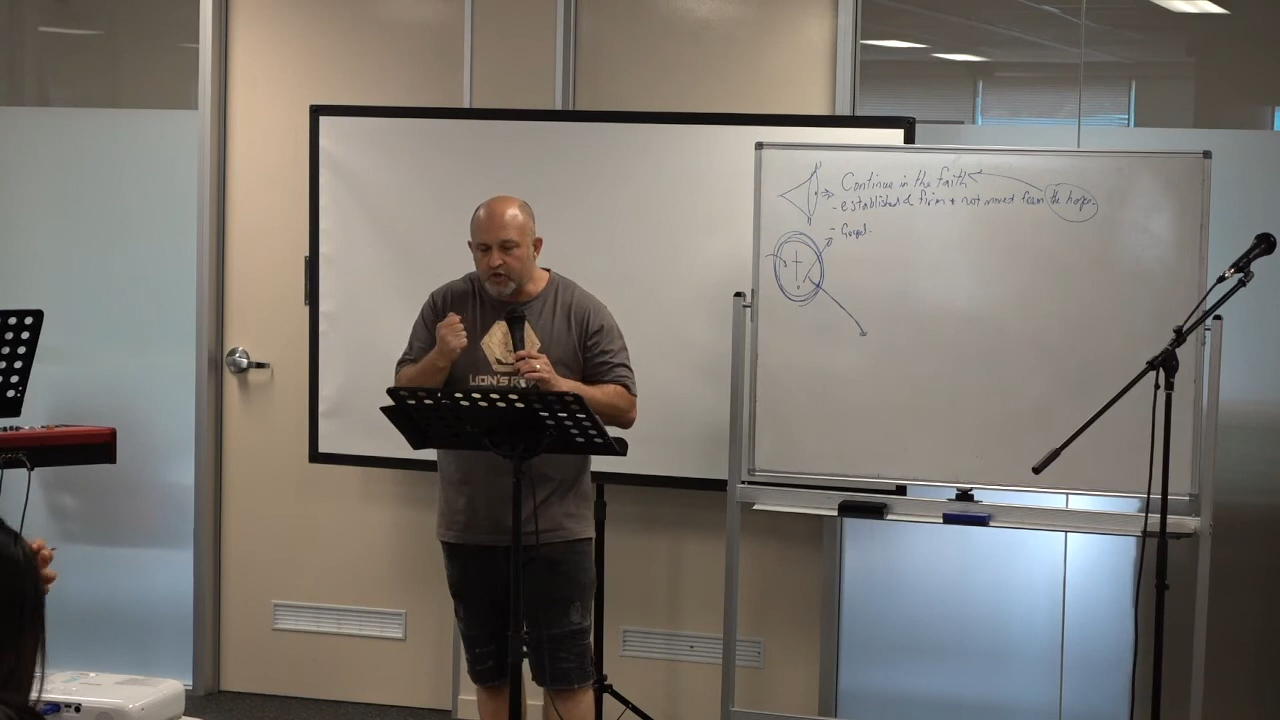 Continue in the faith
- established & firm + not moved from the hope.
- Gospel.
LION'S